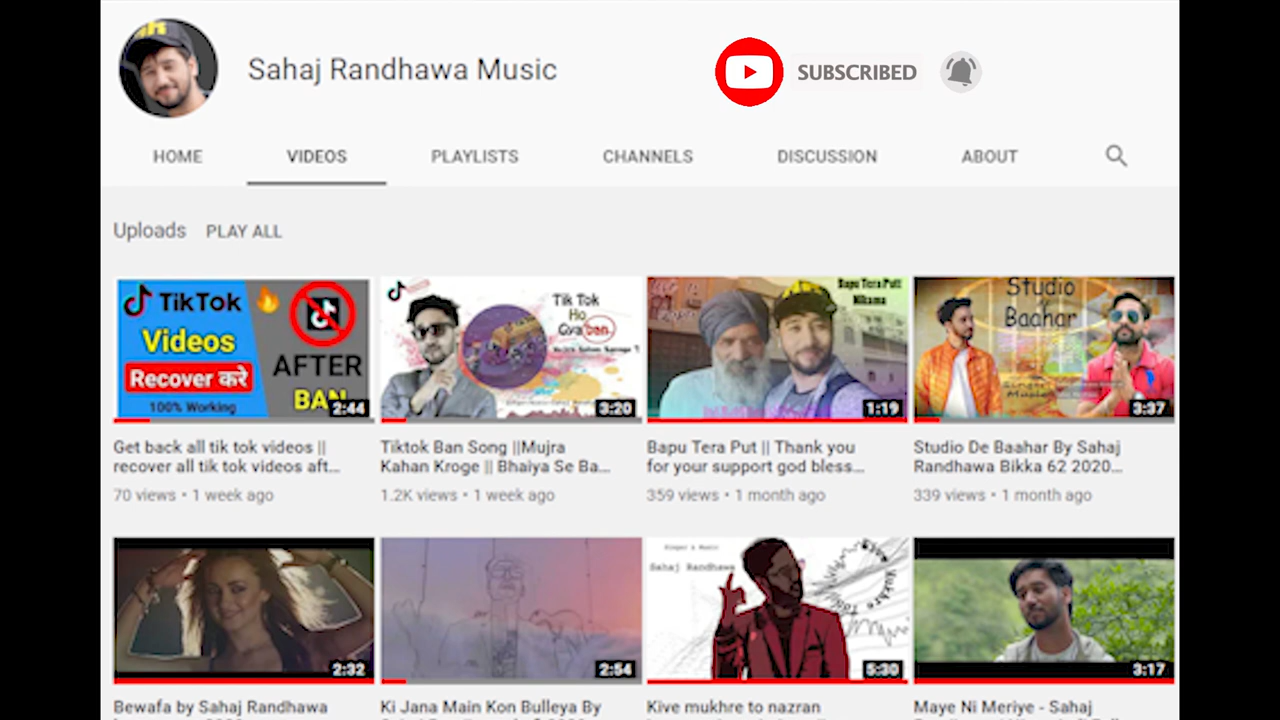 Sahaj Randhawa Music
SUBSCRIBED
HOME
VIDEOS
PLAYLISTS
CHANNELS
DISCUSSION
ABOUT
Uploads PLAY ALL
TikTok
Videos
Recover करे
100% Working
AFTER
BAN
2:44
Tik Tok
Ho
Gya ban
3:20
Bapu Tera Putt
Nikama
1:19
Studio
De
Baahar
3:37
Get back all tik tok videos ||
recover all tik tok videos aft...
70 views • 1 week ago
Tiktok Ban Song ||Mujra
Kahan Kroge || Bhaiya Se Ba...
1.2K views • 1 week ago
Bapu Tera Put || Thank you
for your support god bless...
359 views • 1 month ago
Studio De Baahar By Sahaj
Randhawa Bikka 62 2020...
339 views • 1 month ago
2:32
2:54
Singer & Music
Sahaj Randhawa
5:30
3:17
Bewafa by Sahaj Randhawa
Ki Jana Main Kon Bulleya By
Kive mukhre to nazran
Maye Ni Meriye - Sahaj